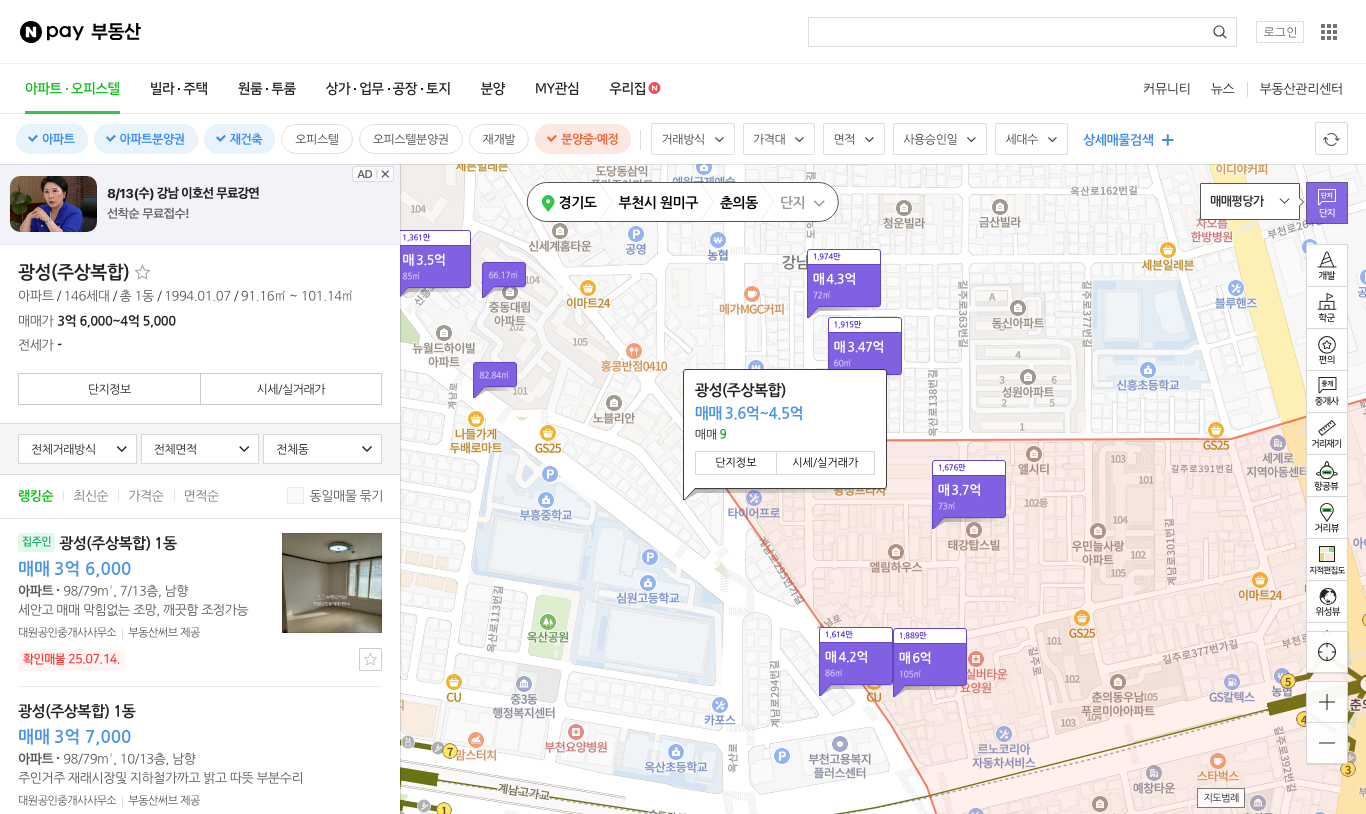 N pay 부동산
로그인
아파트·오피스텔 빌라·주택 원룸·투룸 상가·업무·공장·토지 분양 MY관심 우리집 N
커뮤니티 뉴스 부동산관리센터
아파트 아파트분양권 재건축 오피스텔 오피스텔분양권 재개발 분양중·예정
거래방식 가격대 면적 사용승인일 세대수 상세매물검색
AD
8/13(수) 강남 이호선 무료강연
선착순 무료접수!
광성(주상복합)
아파트 / 146세대 / 총 1동 / 1994.01.07 / 91.16㎡ ~ 101.14㎡
매매가 3억 6,000~4억 5,000
전세가 -
단지정보 시세/실거래가
전체거래방식 전체면적 전체동
랭킹순 최신순 가격순 면적순 동일매물 묶기
집주인 광성(주상복합) 1동
매매 3억 6,000
아파트 · 98/79m², 7/13층, 남향
세안고 매매 막힘없는 조망, 깨끗함 조정가능
대원공인중개사사무소 부동산써브 제공
확인매물 25.07.14.
광성(주상복합) 1동
매매 3억 7,000
아파트 · 98/79m², 10/13층, 남향
주인거주 재래시장및 지하철가가고 밝고 따뜻 부분수리
대원공인중개사사무소 부동산써브 제공
경기도 부천시 원미구 춘의동 단지
매매평당가
단지
단지
개발
학군
편의
중개
중개사
거리재기
항공뷰
거리뷰
지적편집도
위성뷰
지도범례
광성(주상복합)
매매 3.6억~4.5억
매매 9
단지정보 시세/실거래가
1,361만
매 3.5억
85㎡
66.17㎡
82.84㎡
1,974만
매 4.3억
72㎡
1,915만
매 3.47억
60㎡
1,676만
매 3.7억
73㎡
1,614만
매 4.2억
86㎡
1,889만
매 6억
105㎡
세븐일레븐
도당동삼익
이디야커피
옥산로162번길
104
신세계홈타운
공영
농협
청운빌라
금산빌라
자오름
한방병원
세븐일레븐
강남
이마트24
104
중동대림
아파트
102
메가MGC커피
블루핸즈
길주로363번길
길주로377번길
A
동신아파트
뉴월드하이빌
아파트
105
홍콩반점0410
101
노블리안
4
3
성원아파트
2
5
1
신흥초등학교
옥산로138번길
나들가게
두배로마트
GS25
GS25
세계로
지역아동센터
엘시티
길주로391번길
부흥중학교
타이어프로
102동
104
우민늘사랑
아파트
102
105
101
태강탑스빌
엘림하우스
길주로301번길
계남로295번가길
심원고등학교
이마트24
옥산로113번길
옥산공원
GS25
101
102
길주로377번가길
CU
중3동
행정복지센터
계남로294번길
카포스
CU
실버타운
요양원
춘의동우남
푸르미아아파트
105
103
104
GS칼텍스
농협
5
4
3
7
1
맘스터치
부천요양병원
옥산초등학교
옥산로
부천고용복지
플러스센터
르노코리아
자동차서비스
계남고가교
스타벅스
예창타운
길주로392번길